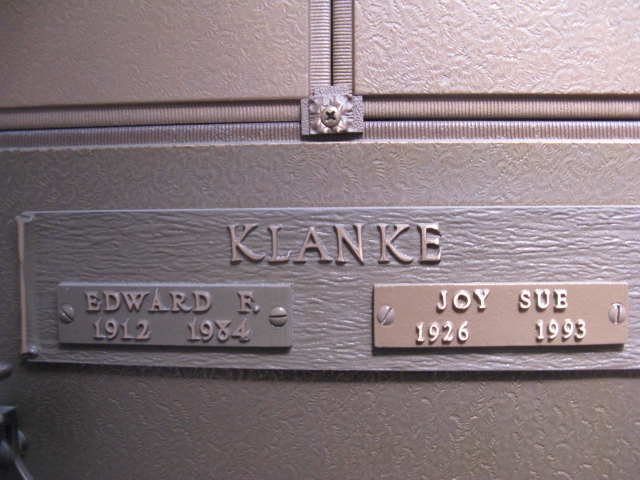 KLANKE
EDWARD F.
1912 1984
JOY SUE
1926 1993